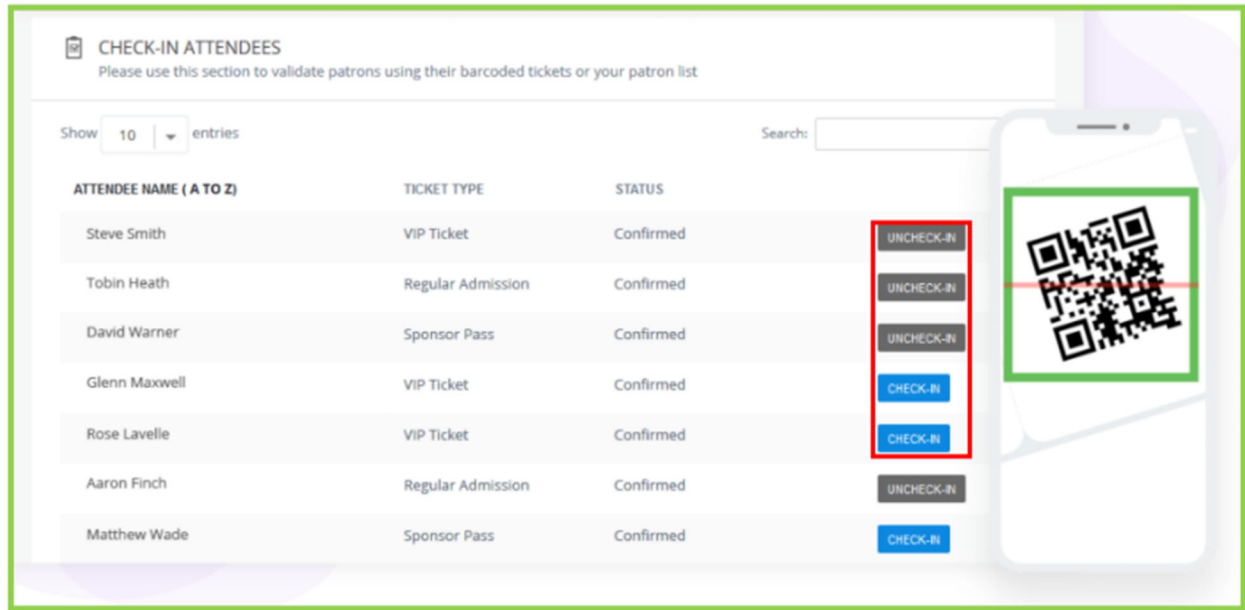 CHECK-IN ATTENDEES
Please use this section to validate patrons using their barcoded tickets or your patron list
Show 10 entries Search:
ATTENDEE NAME ( A TO Z) TICKET TYPE STATUS
Steve Smith VIP Ticket Confirmed UNCHECK-IN
Tobin Heath Regular Admission Confirmed UNCHECK-IN
David Warner Sponsor Pass Confirmed UNCHECK-IN
Glenn Maxwell VIP Ticket Confirmed CHECK-IN
Rose Lavelle VIP Ticket Confirmed CHECK-IN
Aaron Finch Regular Admission Confirmed UNCHECK-IN
Matthew Wade Sponsor Pass Confirmed CHECK-IN